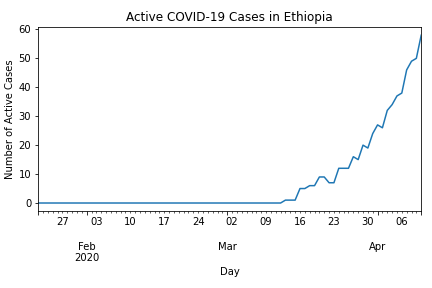 Active COVID-19 Cases in Ethiopia
Number of Active Cases
60
50
40
30
20
10
0
27 03 10 17 24 02 09 16 23 30 06
Feb Mar Apr
2020
Day